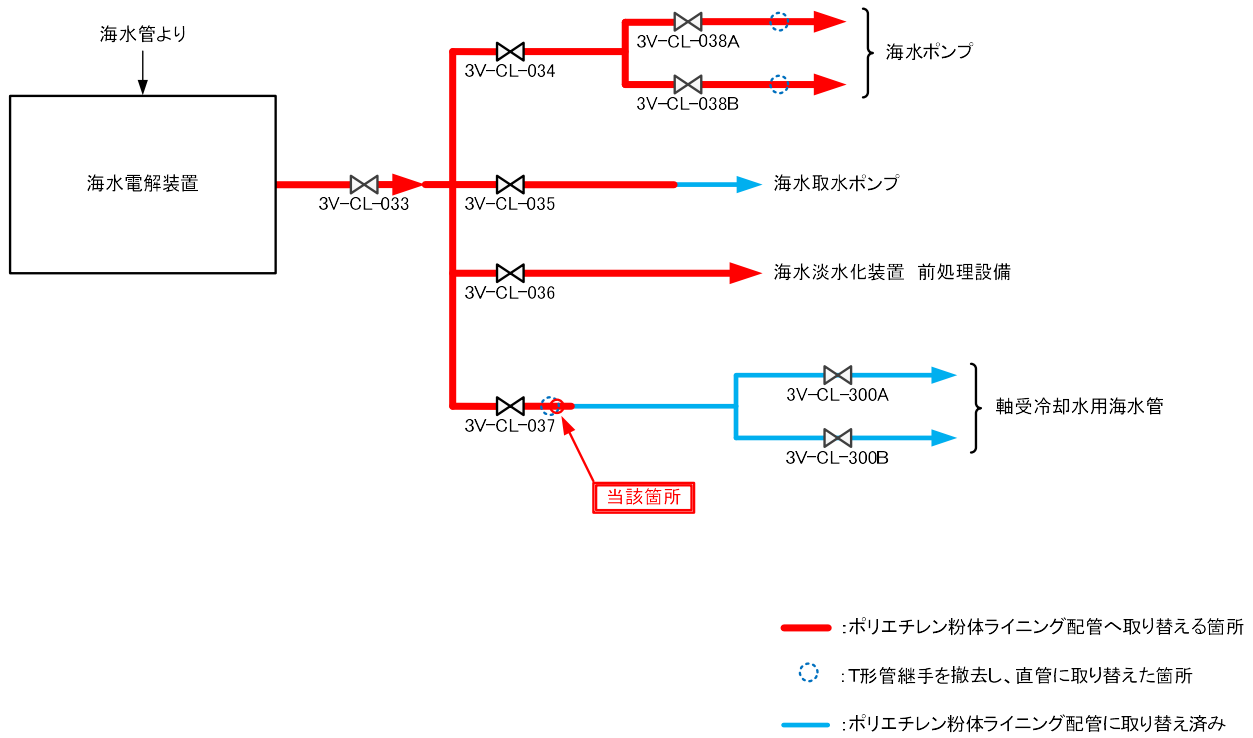 海水管より
海水電解装置
3V-CL-033
3V-CL-034
3V-CL-038A
3V-CL-038B
海水ポンプ
3V-CL-035
海水取水ポンプ
3V-CL-036
海水淡水化装置 前処理設備
3V-CL-037
3V-CL-300A
3V-CL-300B
軸受冷却水用海水管
当該箇所
:ポリエチレン粉体ライニング配管へ取り替える箇所
:T形管継手を撤去し、直管に取り替えた箇所
:ポリエチレン粉体ライニング配管に取り替え済み